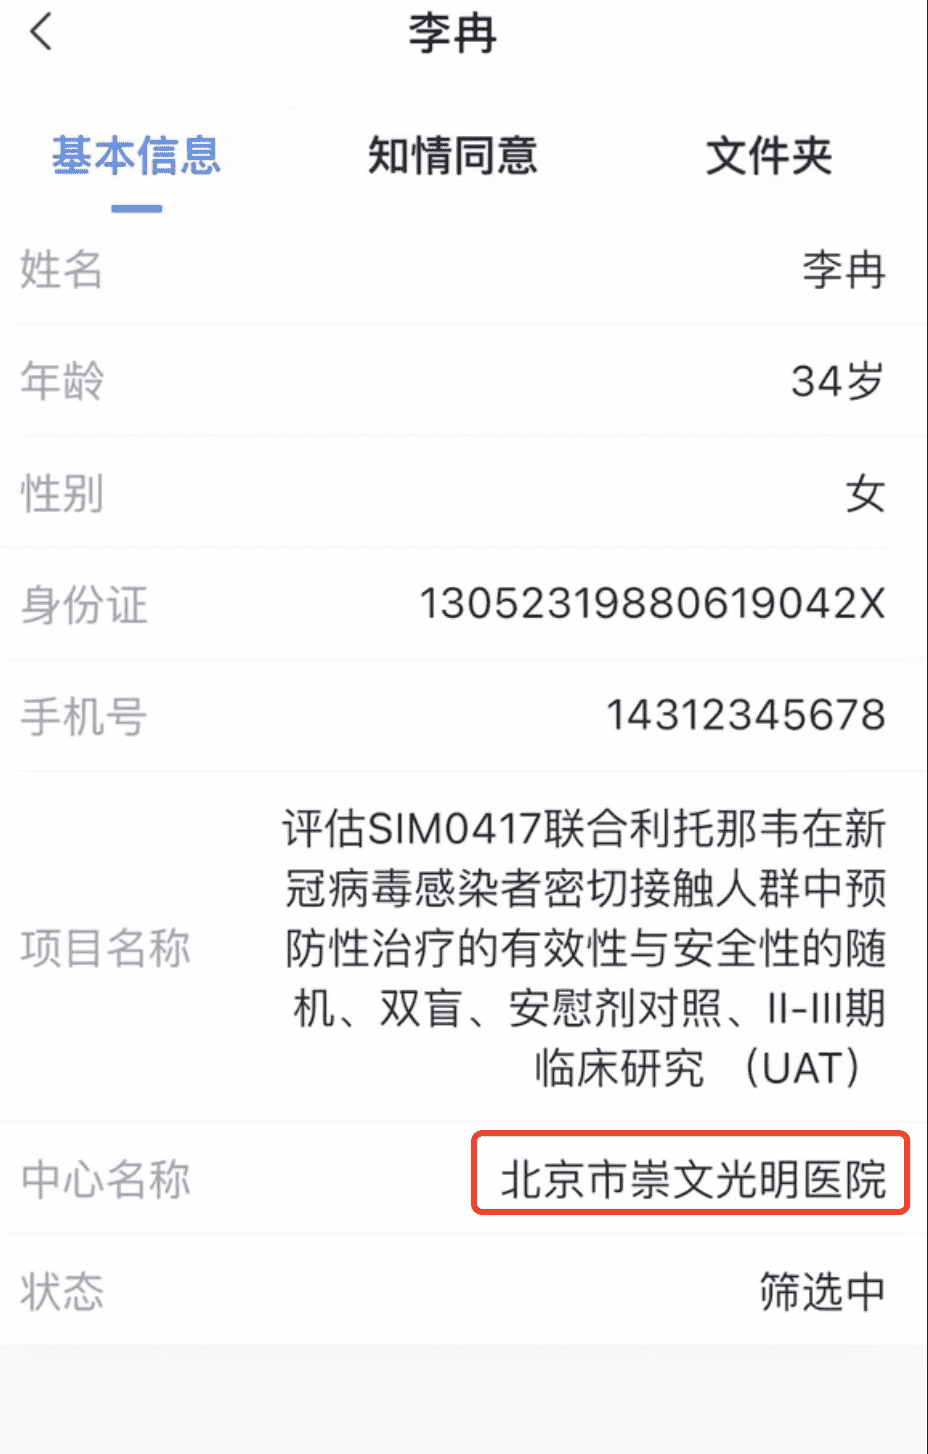 李冉
基本信息 知情同意 文件夹
姓名 李冉
年龄 34岁
性别 女
身份证 13052319880619042X
手机号 14312345678
评估SIM0417联合利托那韦在新
冠病毒感染者密切接触人群中预
项目名称 防性治疗的有效性与安全性的随
机、双盲、安慰剂对照、II-III期
临床研究 （UAT）
中心名称 北京市崇文光明医院
状态 筛选中